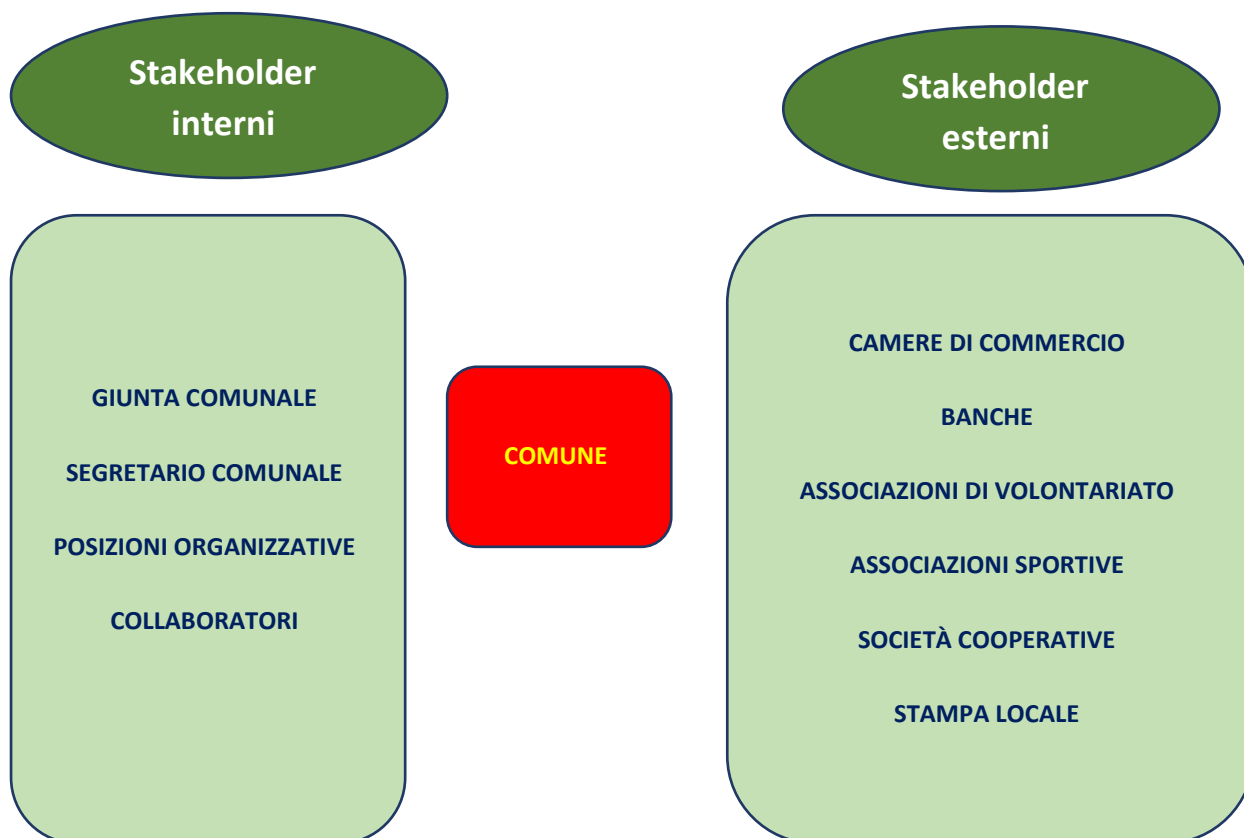 Stakeholder
interni
GIUNTA COMUNALE
SEGRETARIO COMUNALE
POSIZIONI ORGANIZZATIVE
COLLABORATORI
COMUNE
Stakeholder
esterni
CAMERE DI COMMERCIO
BANCHE
ASSOCIAZIONI DI VOLONTARIATO
ASSOCIAZIONI SPORTIVE
SOCIETÀ COOPERATIVE
STAMPA LOCALE